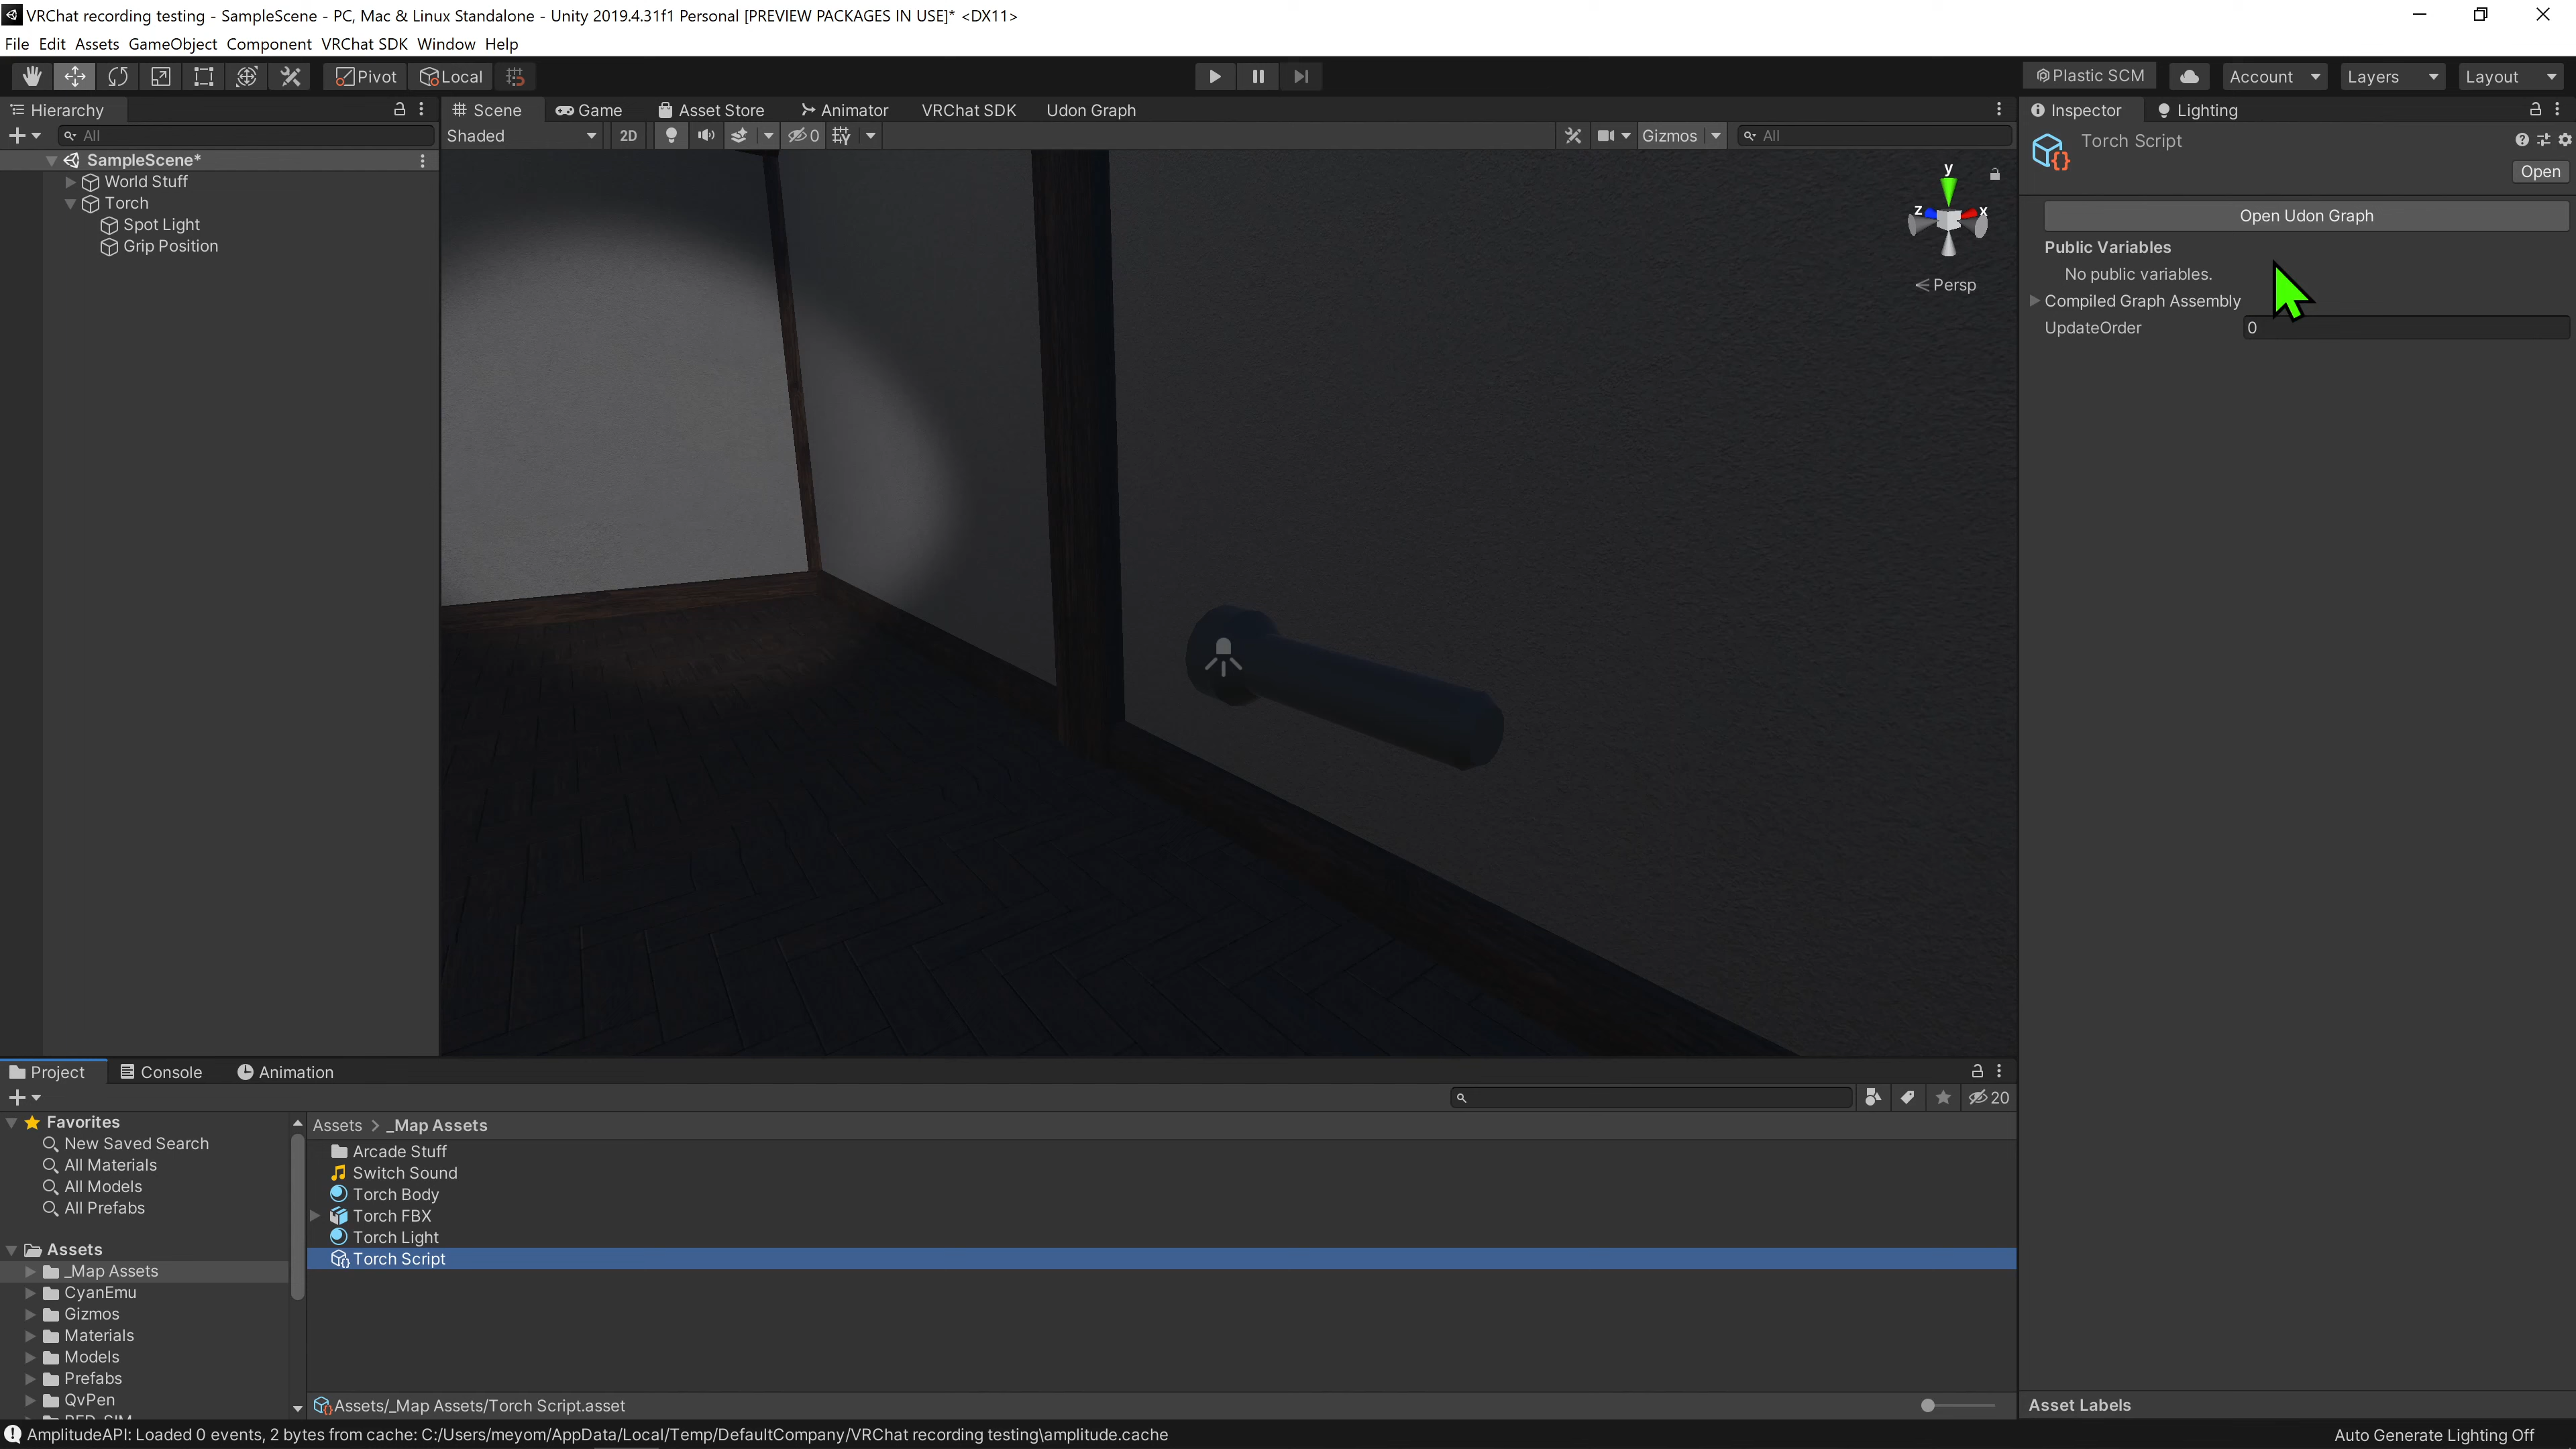 VRChat recording testing - SampleScene - PC, Mac & Linux Standalone - Unity 2019.4.31f1 Personal [PREVIEW PACKAGES IN USE]* <DX11>
File Edit Assets GameObject Component VRChat SDK Window Help
Pivot Local Plastic SCM Account Layers Layout
Hierarchy Scene Game Asset Store Animator VRChat SDK Udon Graph Inspector Lighting
All Shaded 2D 0 Gizmos All
Torch Script
Open
SampleScene*
World Stuff
Torch
Spot Light
Grip Position
y
z x
Persp
Open Udon Graph
Public Variables
No public variables.
Compiled Graph Assembly
UpdateOrder 0
Project Console Animation
20
Favorites
New Saved Search
All Materials
All Models
All Prefabs
Assets
_Map Assets
CyanEmu
Gizmos
Materials
Models
Prefabs
QvPen
Assets > _Map Assets
Arcade Stuff
Switch Sound
Torch Body
Torch FBX
Torch Light
Torch Script
Assets/_Map Assets/Torch Script.asset
Asset Labels
AmplitudeAPI: Loaded 0 events, 2 bytes from cache: C:/Users/meyom/AppData/Local/Temp/DefaultCompany/VRChat recording testing\amplitude.cache
Auto Generate Lighting Off